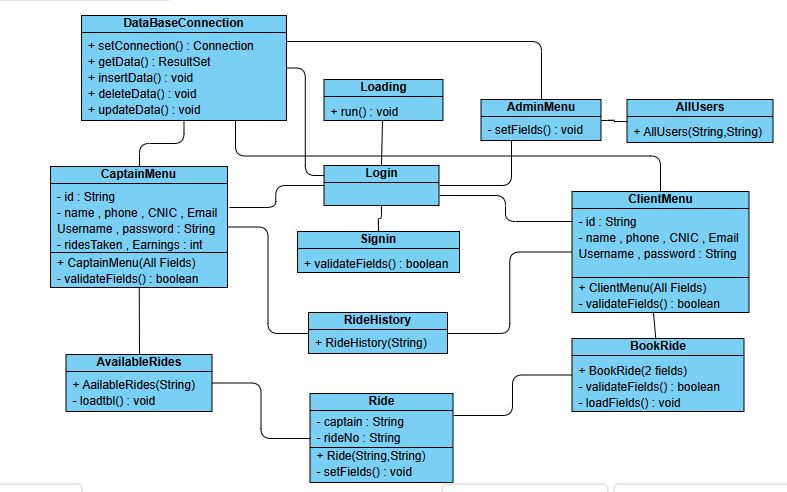 DataBaseConnection
+ setConnection() : Connection
+ getData() : ResultSet
+ insertData() : void
+ deleteData() : void
+ updateData() : void
Loading
+ run() : void
AdminMenu
- setFields() : void
AllUsers
+ AllUsers(String,String)
CaptainMenu
- id : String
- name , phone , CNIC , Email
Username , password : String
- ridesTaken , Earnings : int
+ CaptainMenu(All Fields)
- validateFields() : boolean
Login
ClientMenu
- id : String
- name , phone , CNIC , Email
Username , password : String
+ ClientMenu(All Fields)
- validateFields() : boolean
Signin
+ validateFields() : boolean
RideHistory
+ RideHistory(String)
AvailableRides
+ AailableRides(String)
- loadtbl() : void
BookRide
+ BookRide(2 fields)
- validateFields() : boolean
- loadFields() : void
Ride
- captain : String
- rideNo : String
+ Ride(String,String)
- setFields() : void